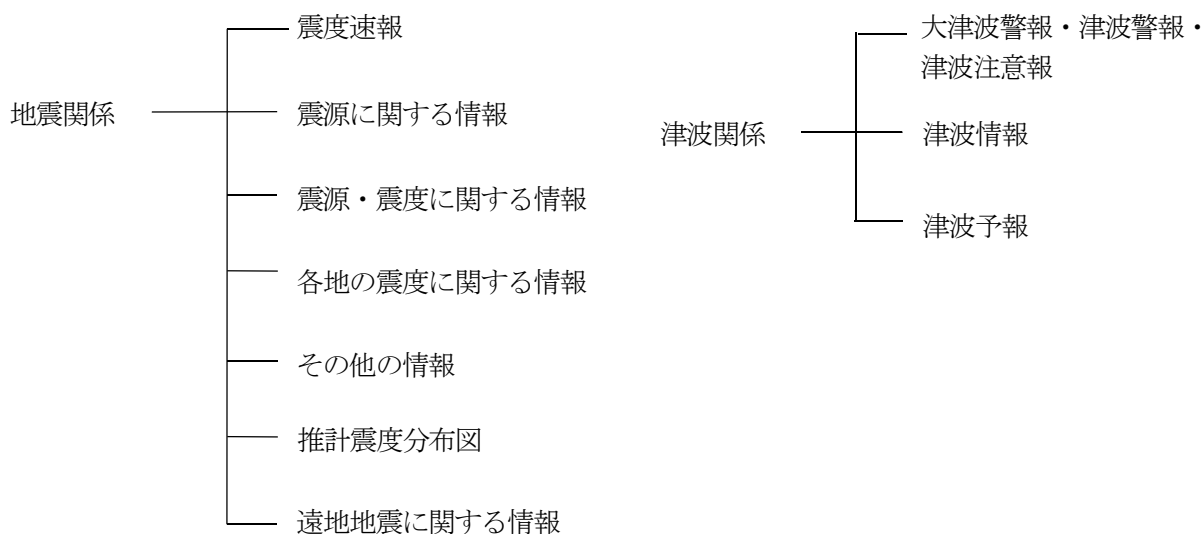 地震関係
震度速報
震源に関する情報
震源・震度に関する情報
各地の震度に関する情報
その他の情報
推計震度分布図
遠地地震に関する情報
津波関係
大津波警報・津波警報・
津波注意報
津波情報
津波予報